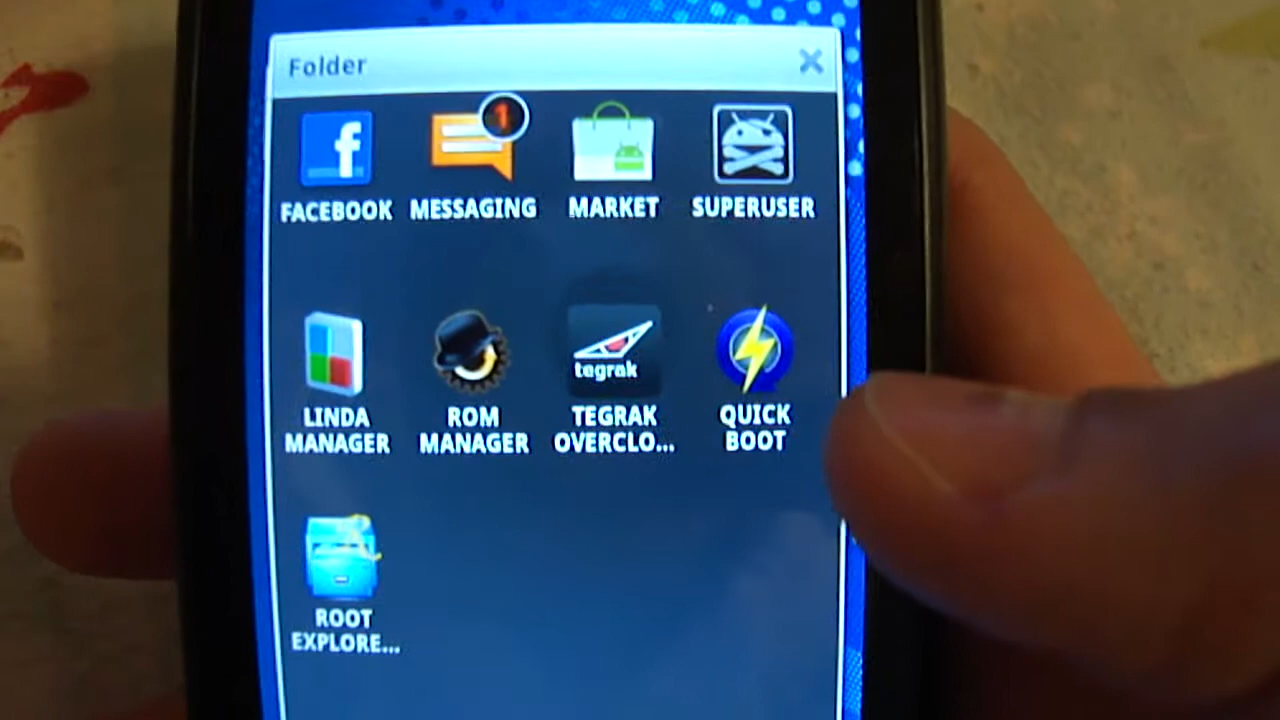 Folder
1
FACEBOOK MESSAGING MARKET SUPERUSER
tegrak
LINDA MANAGER
ROM MANAGER
TEGRAK OVERCLO...
QUICK BOOT
ROOT EXPLORE...